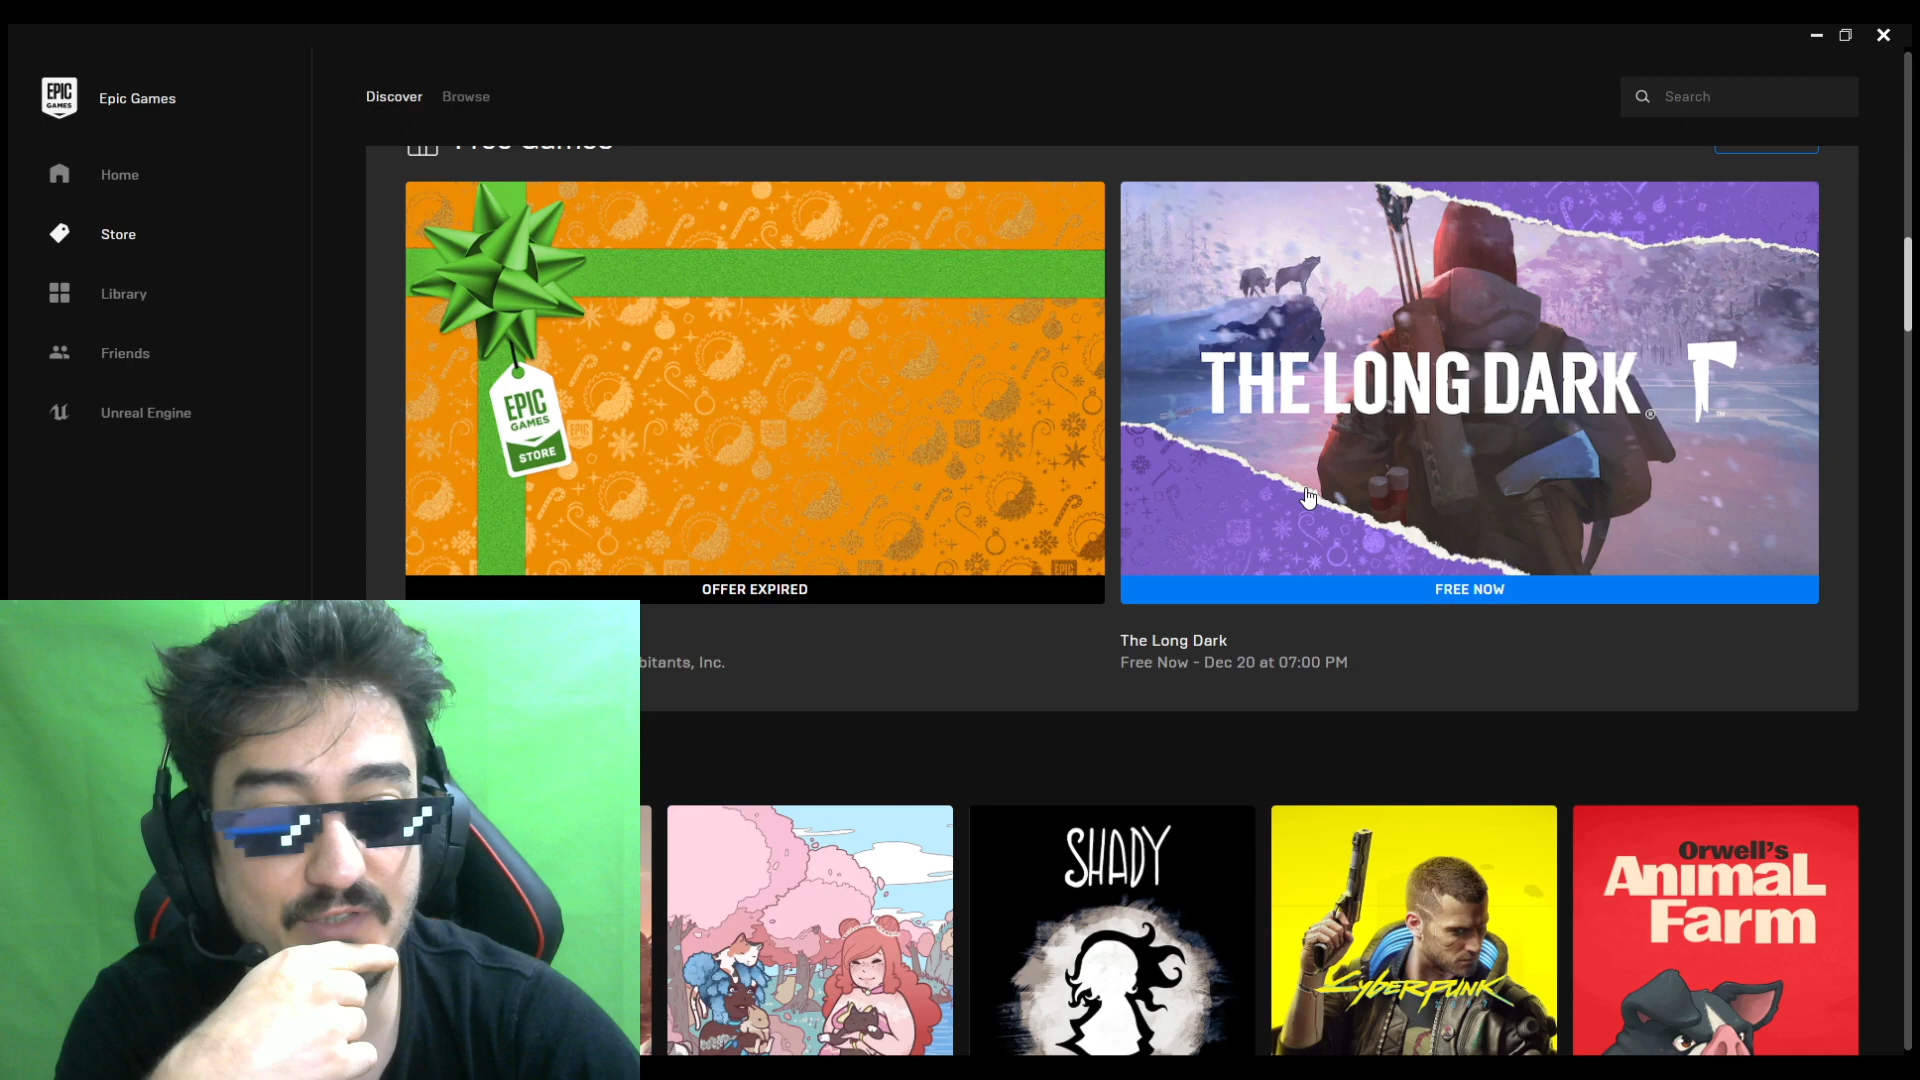 EPIC
GAMES
Epic Games
Discover
Browse
Search
Home
Store
Library
Friends
Unreal Engine
Free Games
EPIC
GAMES
STORE
THE LONG DARK
OFFER EXPIRED
FREE NOW
bitants, Inc.
The Long Dark
Free Now - Dec 20 at 07:00 PM
SHADY
CYBERPUNK
Orwell's
AnimaL
Farm